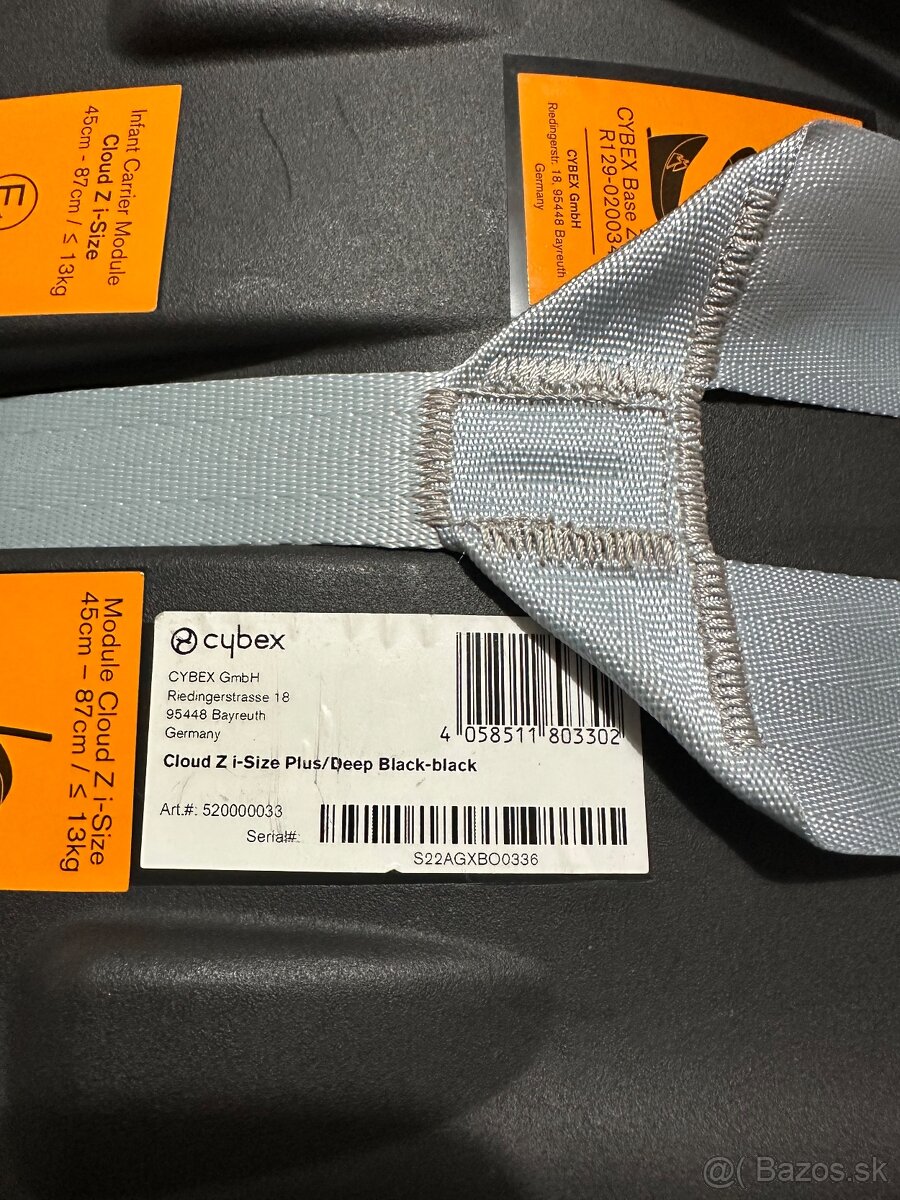 Infant Carrier Module
Cloud Z i-Size
45cm - 87cm / ≤ 13kg
E
CYBEX Base Z
R129-020034
CYBEX GmbH
Riedingerstr. 18, 95448 Bayreuth
Germany
Module Cloud Z i-Size
45cm - 87cm / ≤ 13kg
cybex
CYBEX GmbH
Riedingerstrasse 18
95448 Bayreuth
Germany
4 058511 803302
Cloud Z i-Size Plus/Deep Black-black
Art.#: 520000033
Serial#:
S22AGXBO0336
@( Bazos.sk